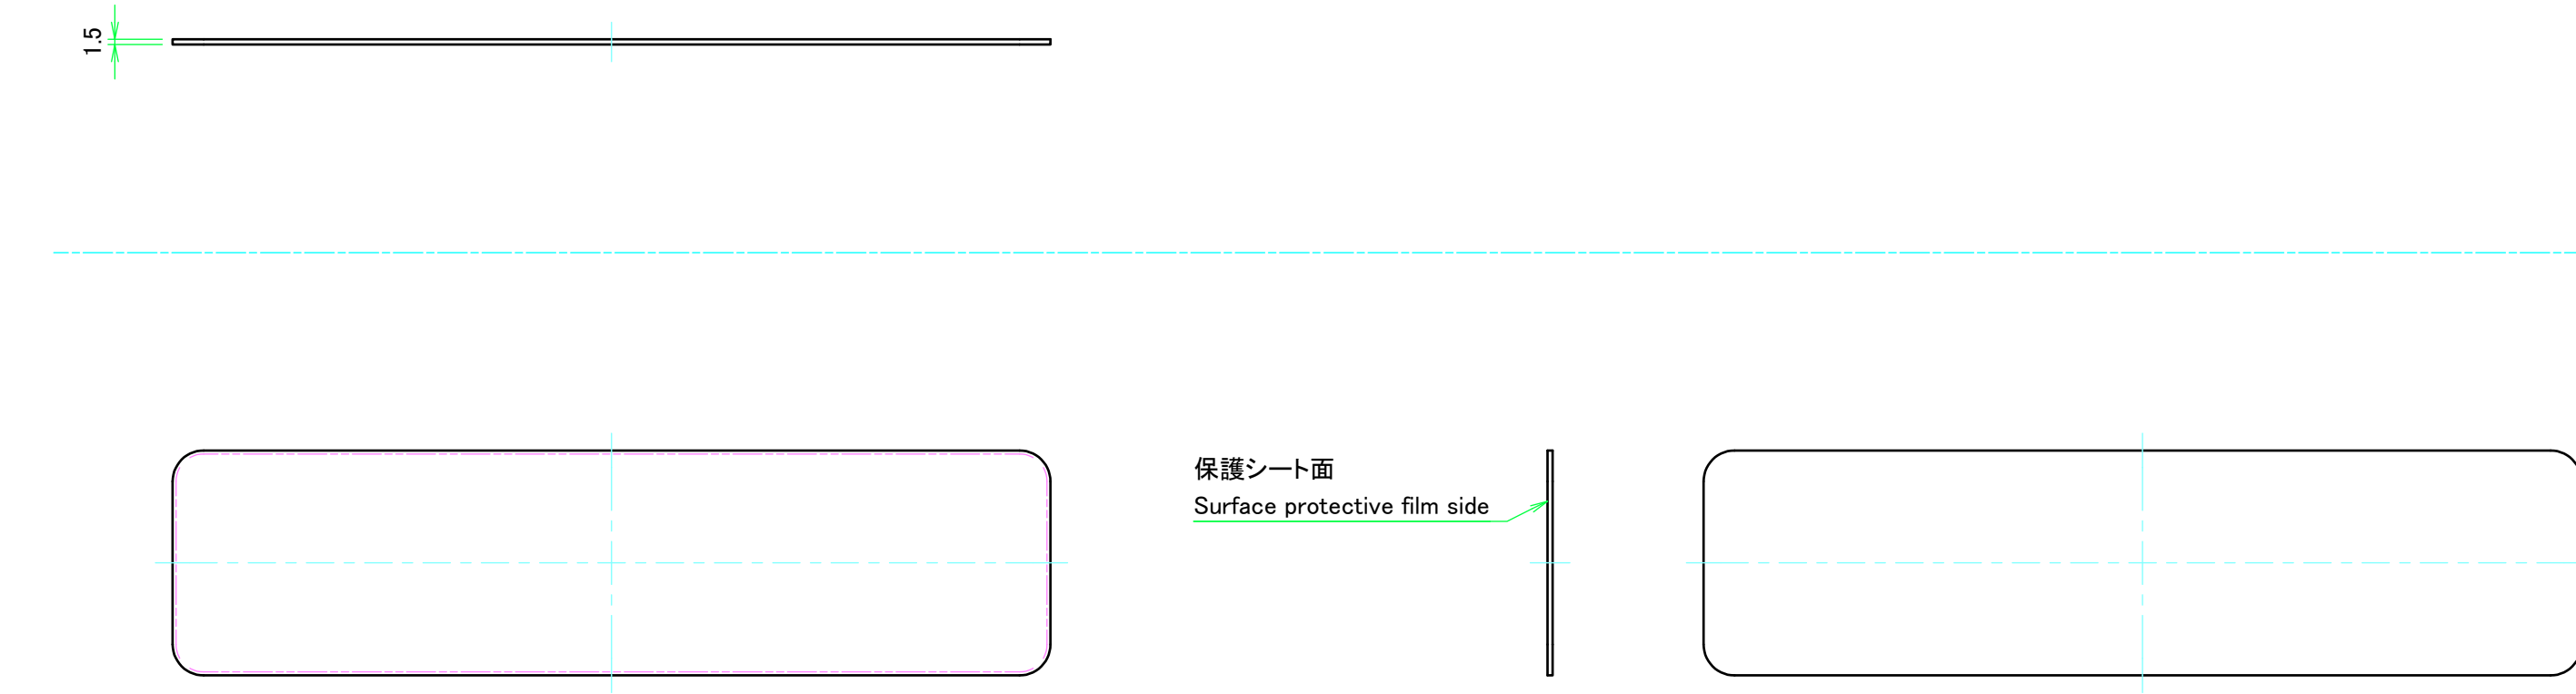 1.5
保護シート面
Surface protective film side